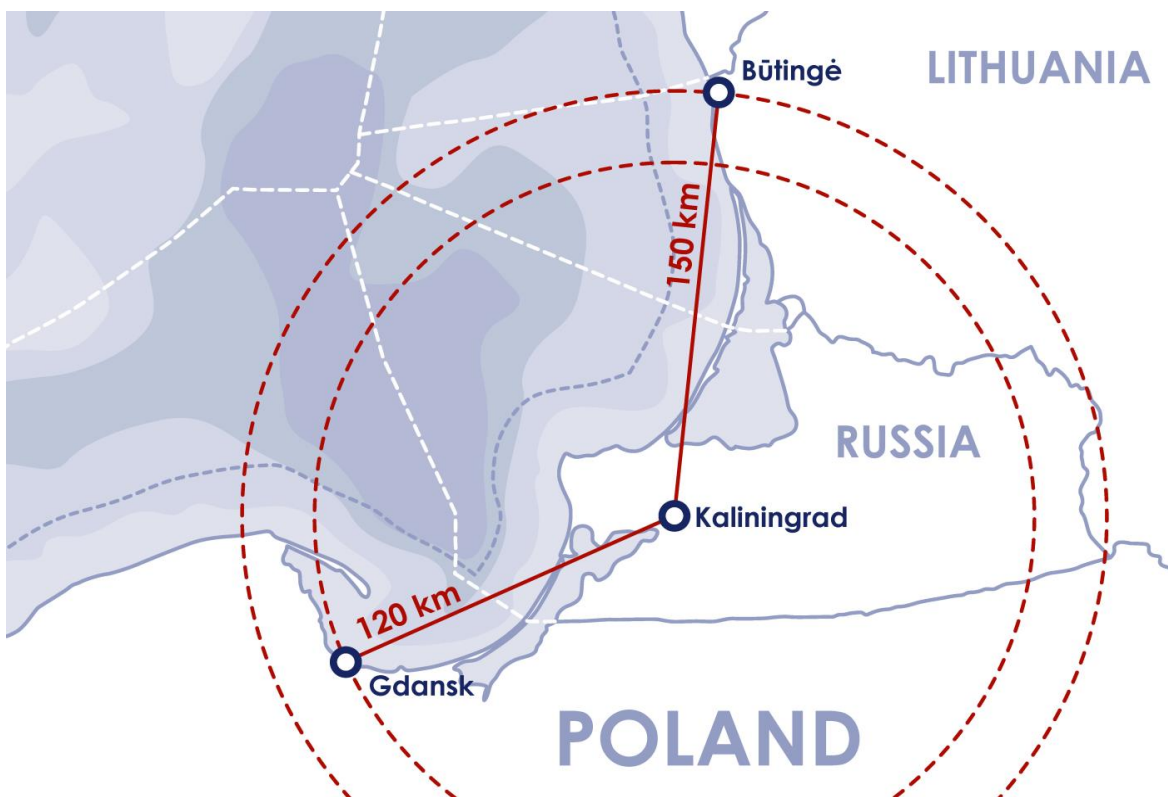 Būtingė
LITHUANIA
150 km
RUSSIA
Kaliningrad
120 km
Gdansk
POLAND